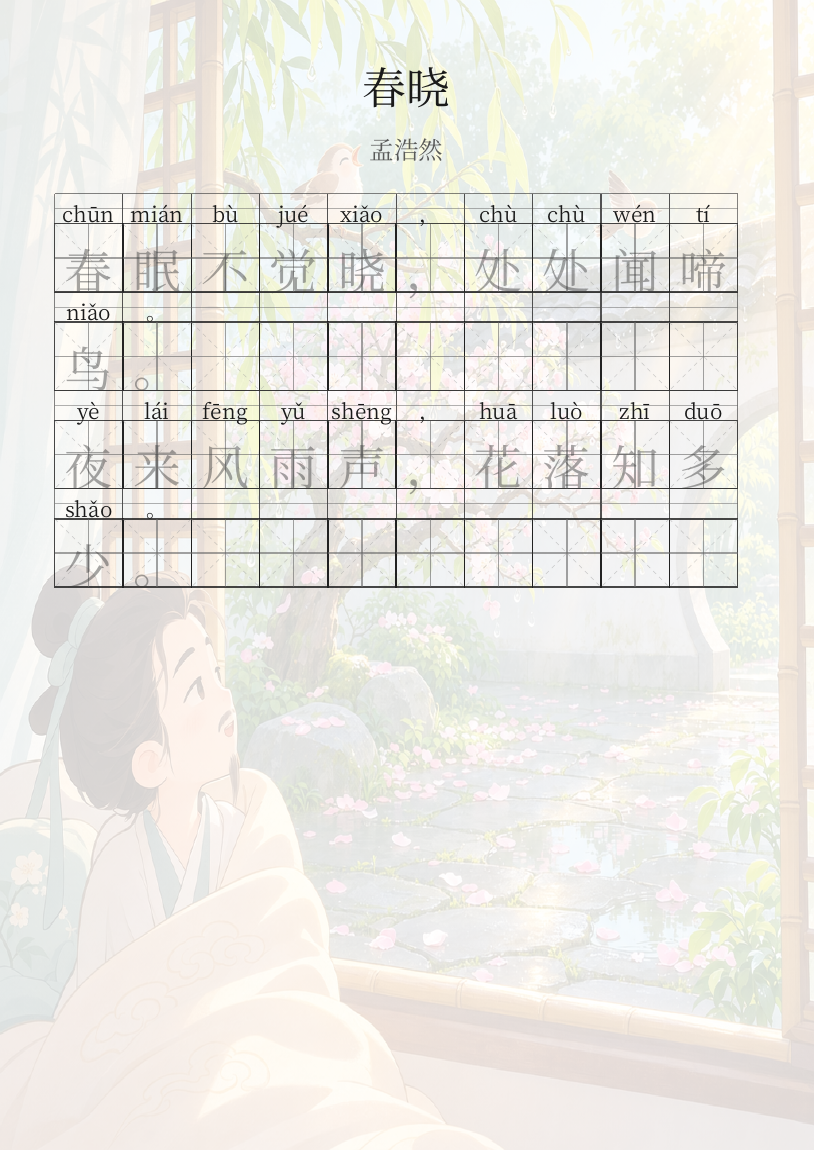 春晓
孟浩然
chūn mián bù jué xiǎo , chù chù wén tí
春眠不觉晓，处处闻啼
niǎo 。
鸟。
yè lái fēng yǔ shēng , huā luò zhī duō
夜来风雨声，花落知多
shǎo 。
少。